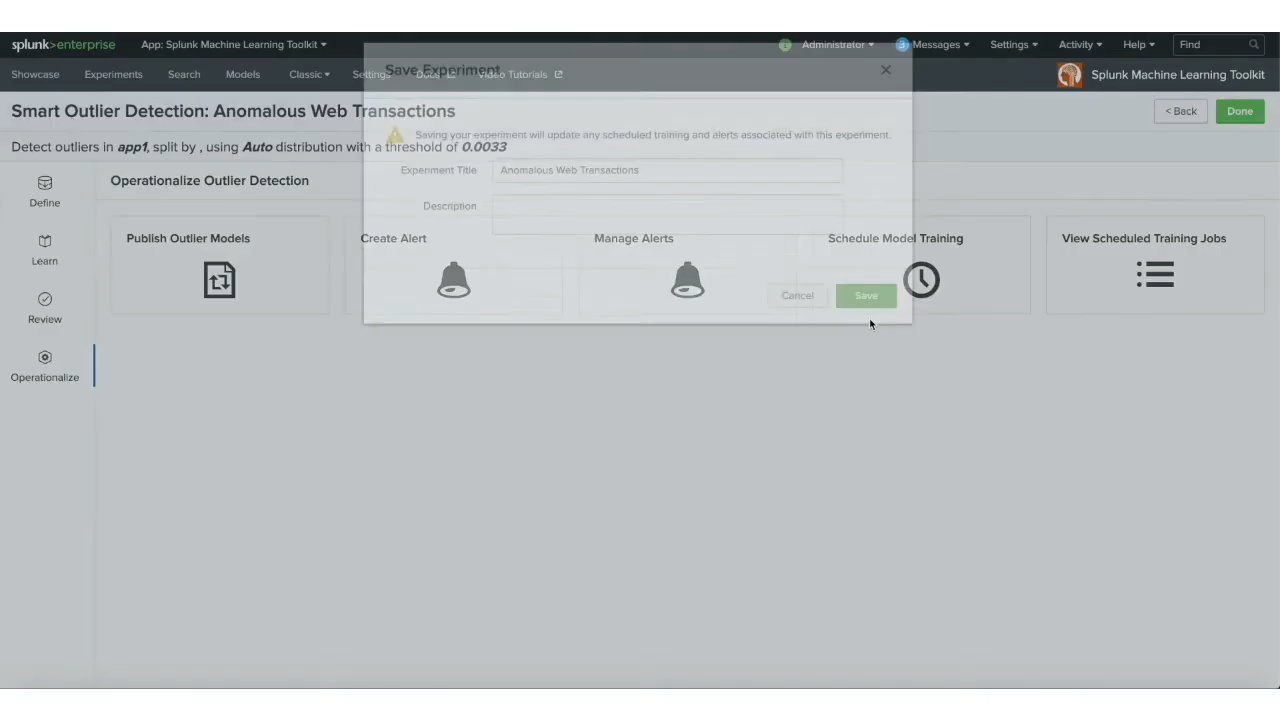 splunk>enterprise App: Splunk Machine Learning Toolkit Administrator 3 Messages Settings Activity Help Find
Showcase Experiments Search Models Classic Settings Docs Video Tutorials Splunk Machine Learning Toolkit
Save Experiment
Smart Outlier Detection: Anomalous Web Transactions < Back Done
Saving your experiment will update any scheduled training and alerts associated with this experiment.
Detect outliers in app1, split by , using Auto distribution with a threshold of 0.0033
Experiment Title Anomalous Web Transactions
Description
Operationalize Outlier Detection
Define
Learn
Review
Operationalize
Publish Outlier Models Create Alert Manage Alerts Schedule Model Training View Scheduled Training Jobs
Cancel Save